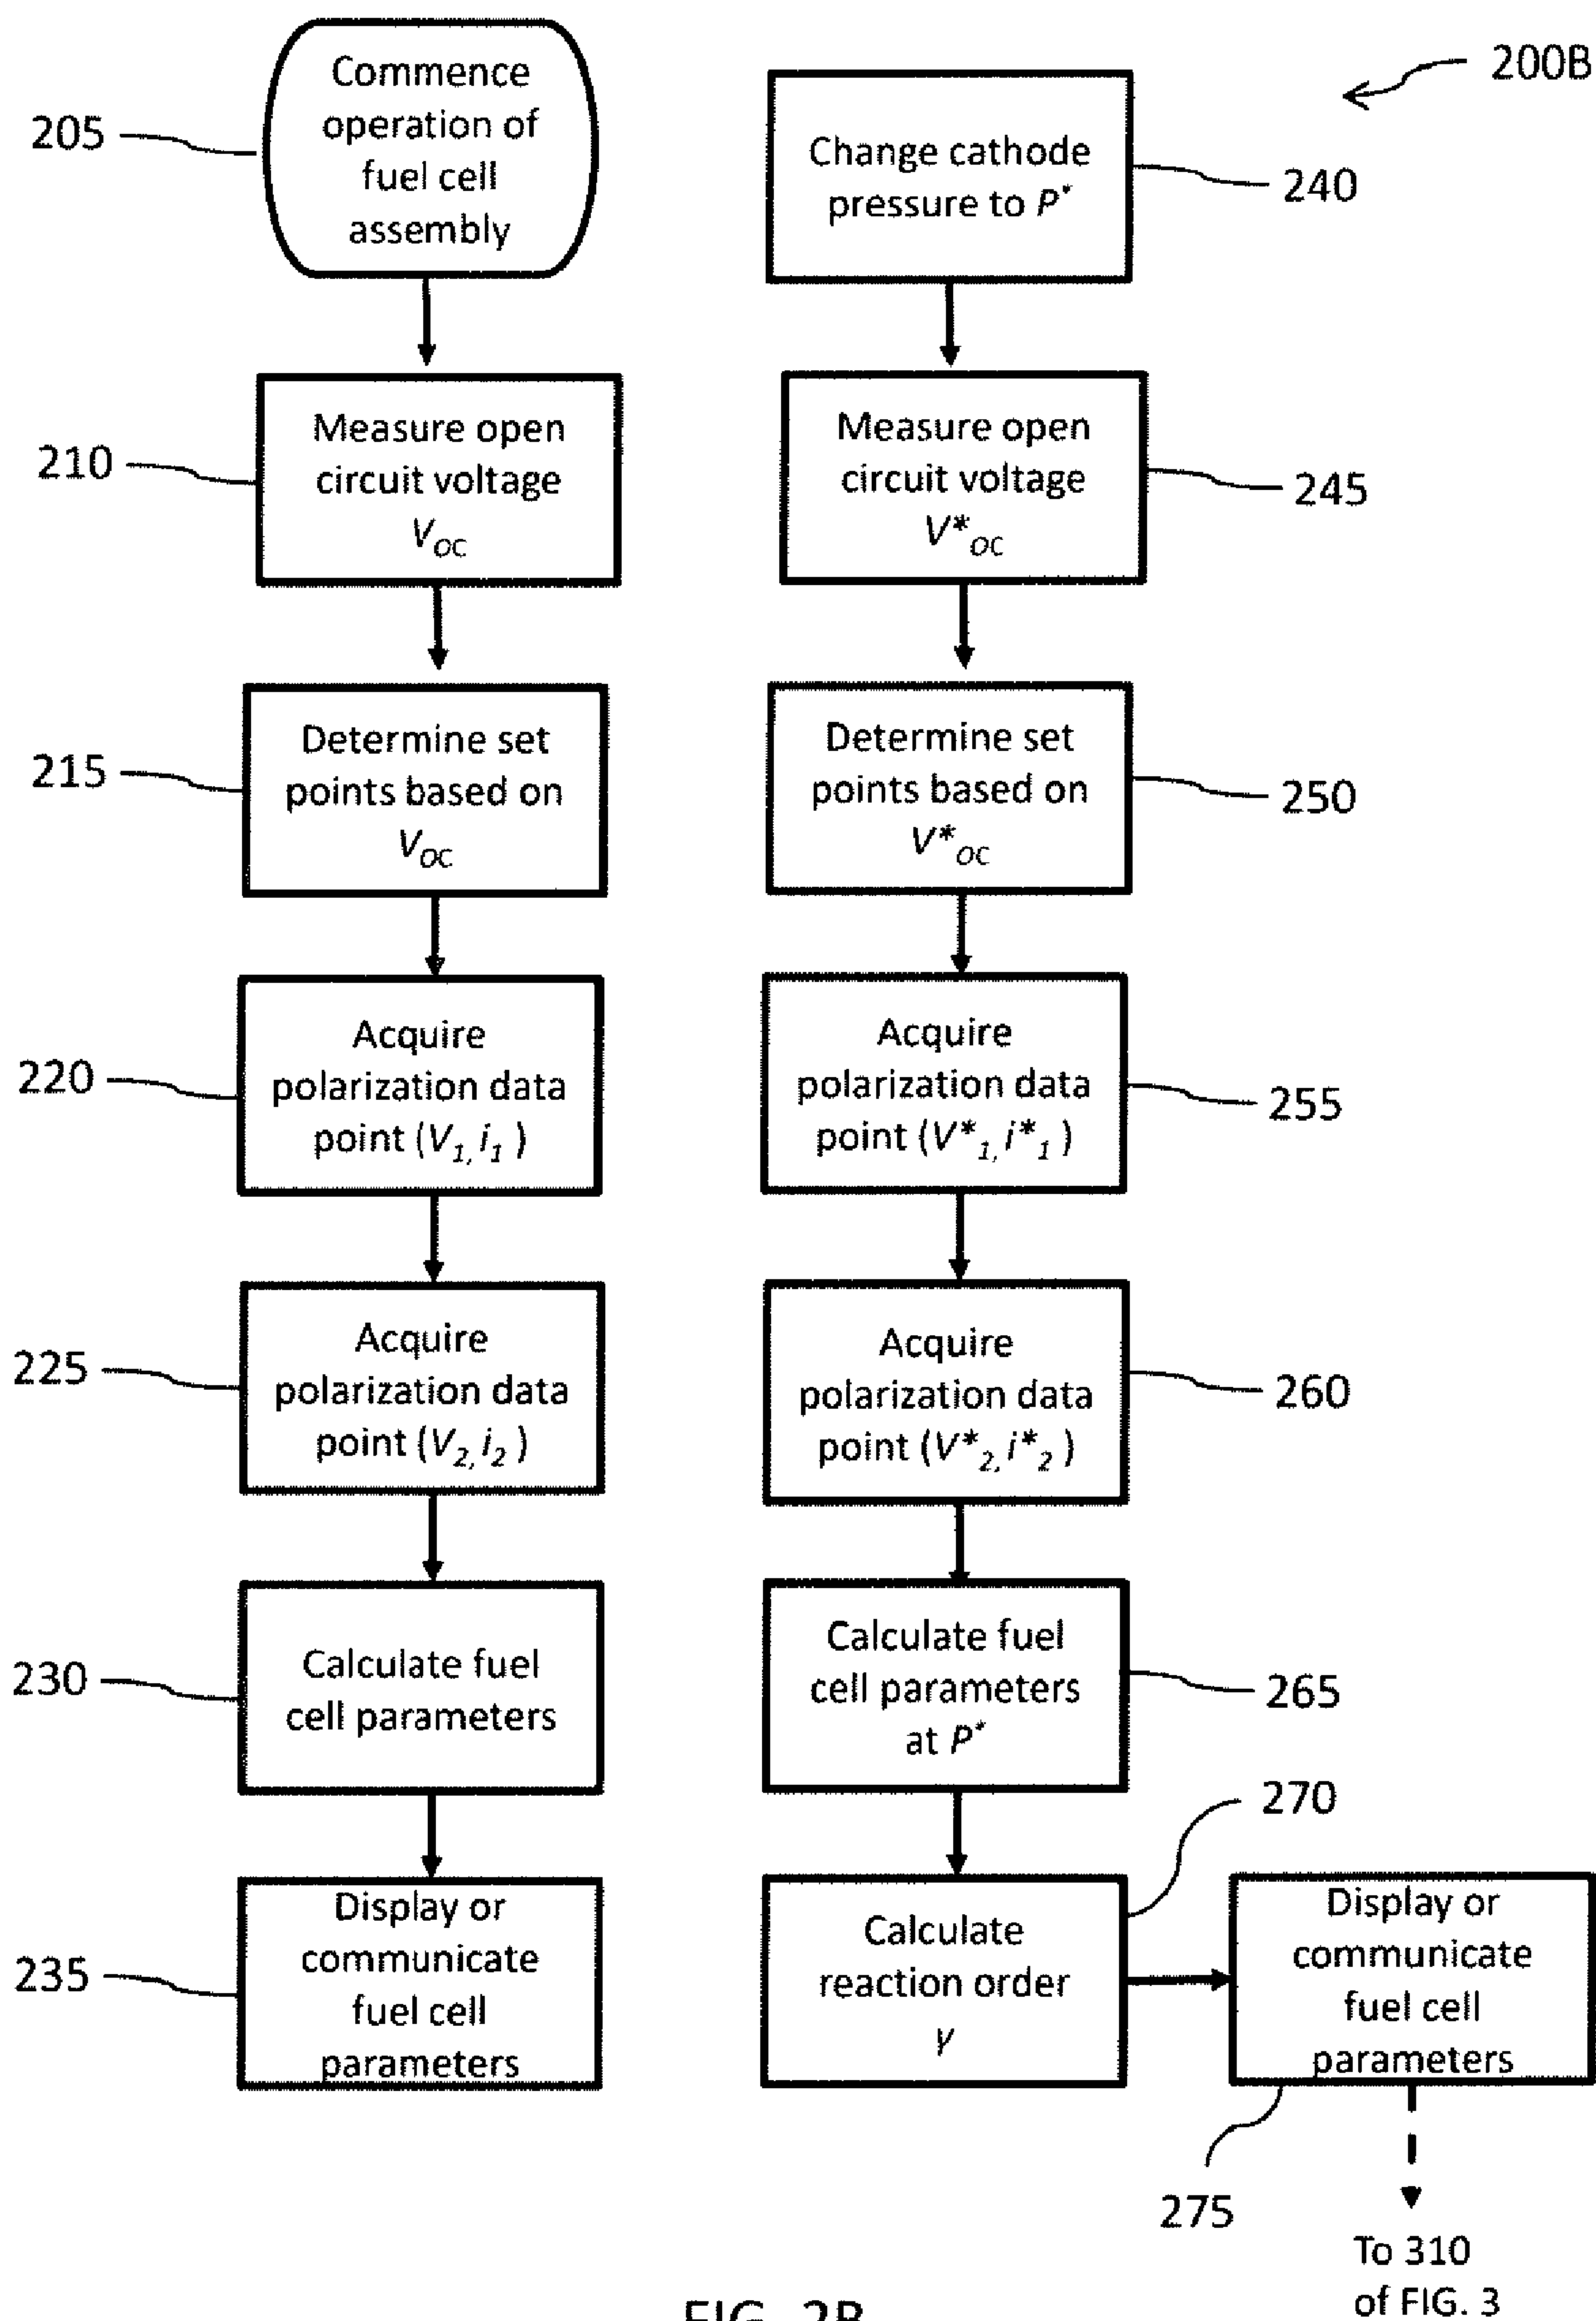 200B
205
Commence
operation of
fuel cell
assembly
210
Measure open
circuit voltage
V_OC
215
Determine set
points based on
V_OC
220
Acquire
polarization data
point (V_1, i_1 )
225
Acquire
polarization data
point (V_2, i_2 )
230
Calculate fuel
cell parameters
235
Display or
communicate
fuel cell
parameters
Change cathode
pressure to P*
240
Measure open
circuit voltage
V*_OC
245
Determine set
points based on
V*_OC
250
Acquire
polarization data
point (V*_1, i*_1 )
255
Acquire
polarization data
point (V*_2, i*_2 )
260
Calculate fuel
cell parameters
at P*
265
270
Calculate
reaction order
γ
Display or
communicate
fuel cell
parameters
275
To 310
of FIG. 3
FIG. 2B